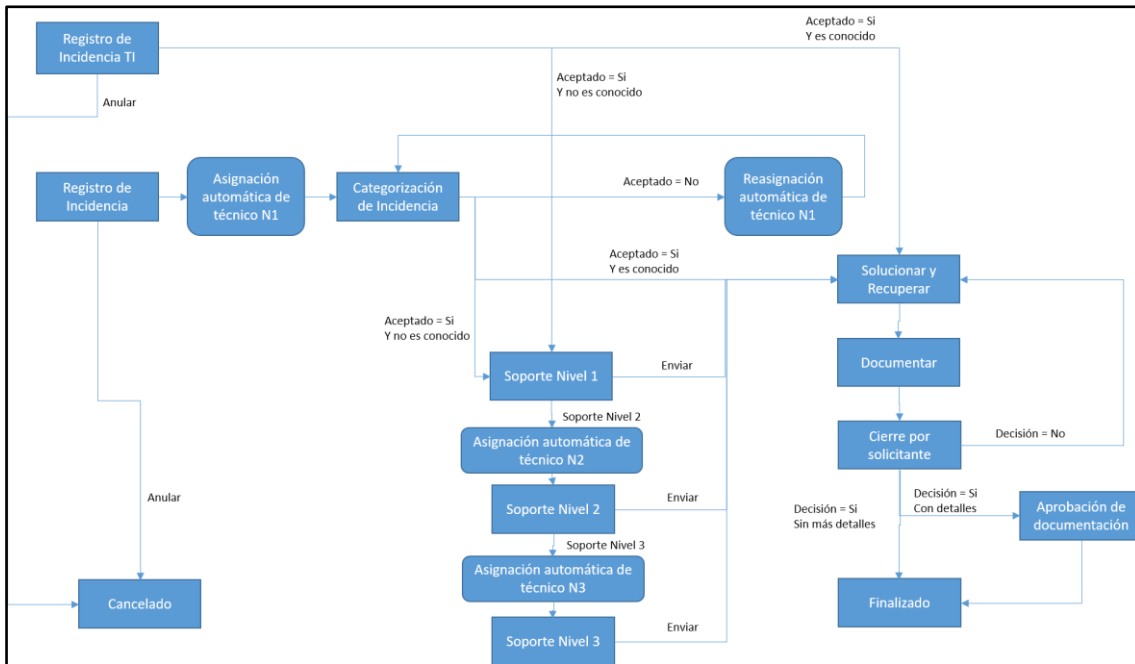 Registro de
Incidencia TI
Aceptado = Si
Y es conocido
Aceptado = Si
Y no es conocido
Anular
Registro de
Incidencia
Asignación
automática de
técnico N1
Categorización
de Incidencia
Aceptado = No
Reasignación
automática de
técnico N1
Aceptado = Si
Y es conocido
Solucionar y
Recuperar
Aceptado = Si
Y no es conocido
Soporte Nivel 1
Enviar
Documentar
Soporte Nivel 2
Asignación automática de
técnico N2
Cierre por
solicitante
Decisión = No
Anular
Soporte Nivel 2
Enviar
Decisión = Si
Sin más detalles
Decisión = Si
Con detalles
Aprobación de
documentación
Soporte Nivel 3
Asignación automática de
técnico N3
Cancelado
Finalizado
Soporte Nivel 3
Enviar